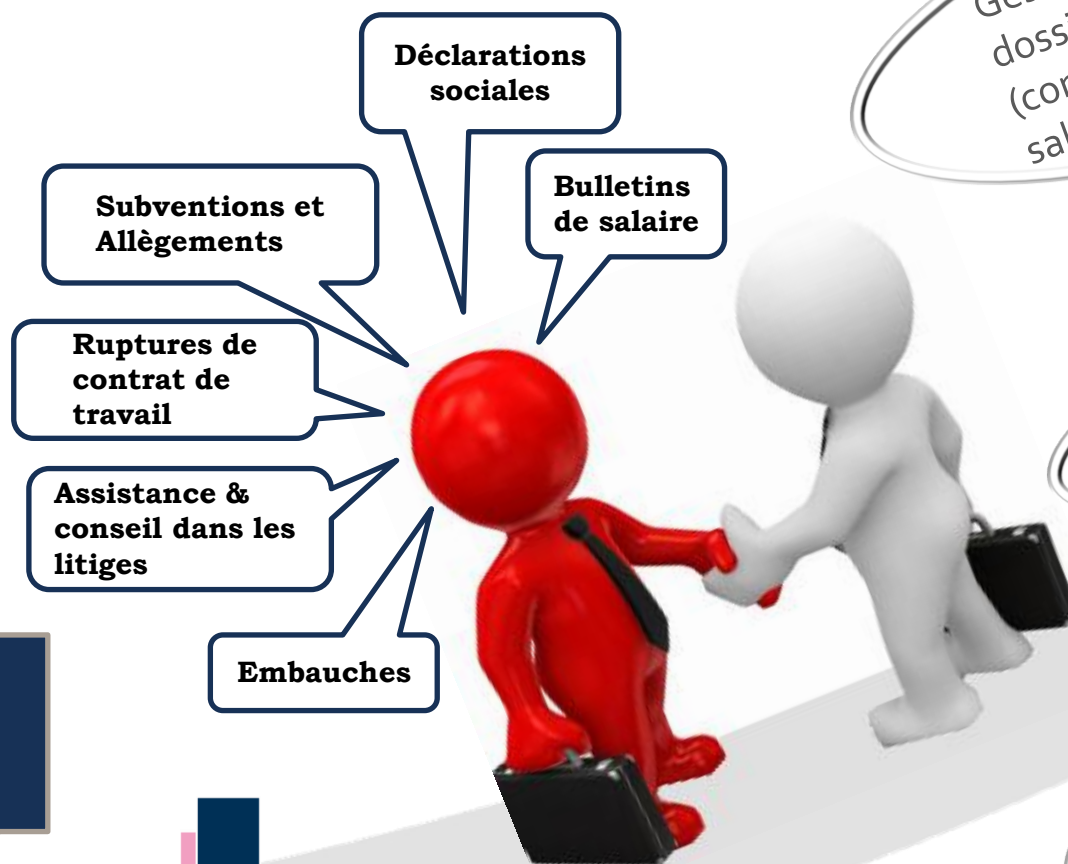 Déclarations
sociales
Bulletins
de salaire
Subventions et
Allègements
Ruptures de
contrat de
travail
Assistance &
conseil dans les
litiges
Embauches